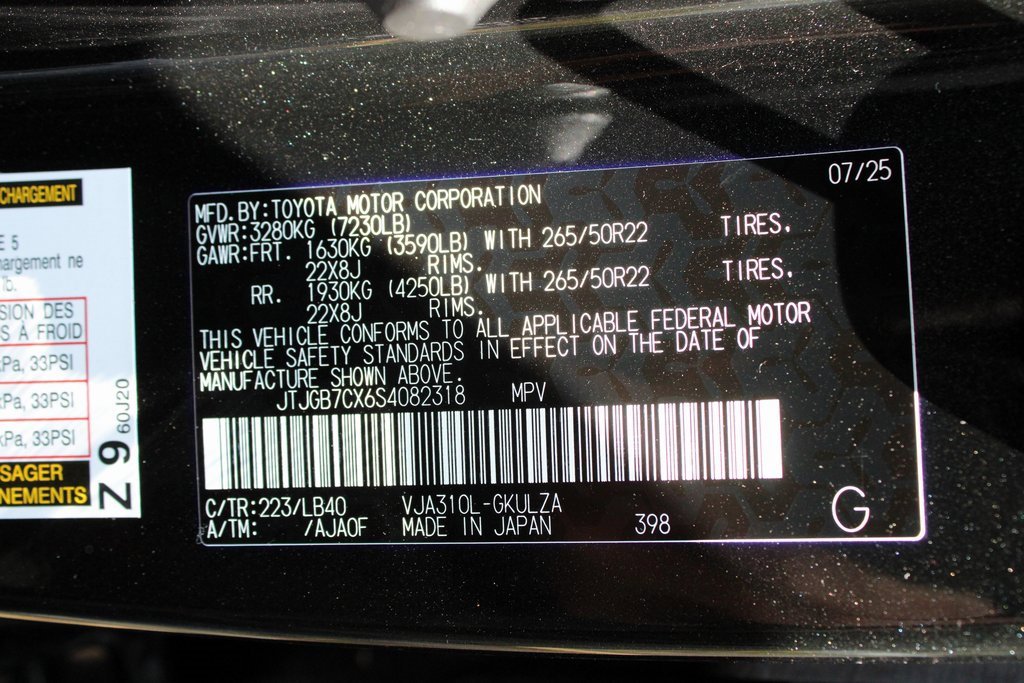 CHARGEMENT
E 5
hargement ne
lb.
SION DES
S À FROID
kPa, 33PSI
kPa, 33PSI
kPa, 33PSI
SAGER
NEMENTS
Z9 60J20
07/25
MFD.BY:TOYOTA MOTOR CORPORATION
GVWR:3280KG (7230LB)
GAWR:FRT. 1630KG (3590LB) WITH 265/50R22 TIRES,
22X8J RIMS.
RR. 1930KG (4250LB) WITH 265/50R22 TIRES,
22X8J RIMS.
THIS VEHICLE CONFORMS TO ALL APPLICABLE FEDERAL MOTOR
VEHICLE SAFETY STANDARDS IN EFFECT ON THE DATE OF
MANUFACTURE SHOWN ABOVE.
JTJGB7CX6S4082318 MPV
C/TR:223/LB40 VJA310L-GKULZA
A/TM: /AJA0F MADE IN JAPAN 398
G